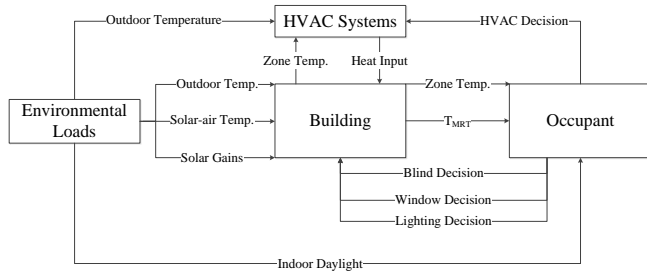 Outdoor Temperature
HVAC Systems
HVAC Decision
Zone Temp.
Heat Input
Outdoor Temp.
Zone Temp.
Environmental
Loads
Solar-air Temp.
Building
T_MRT
Occupant
Solar Gains
Blind Decision
Window Decision
Lighting Decision
Indoor Daylight